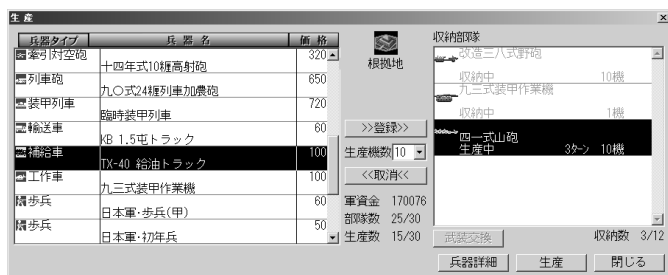 生産
兵器タイプ 兵器名 価格
牽引対空砲 十四年式10糎高射砲 320
列車砲 九〇式24糎列車加農砲 650
装甲列車 臨時装甲列車 720
輸送車 KB 1.5屯トラック 60
補給車 TX-40 給油トラック 100
工作車 九三式装甲作業機 100
歩兵 日本軍・歩兵(甲) 60
歩兵 日本軍・初年兵 50
根拠地
>>登録>>
生産機数 10
<<取消<<
軍資金 170076
部隊数 25/30
生産数 15/30
収納部隊
改造三八式野砲
収納中 10機
九三式装甲作業機
収納中 1機
四一式山砲
生産中 3ターン 10機
武装交換 収納数 3/12
兵器詳細 生産 閉じる